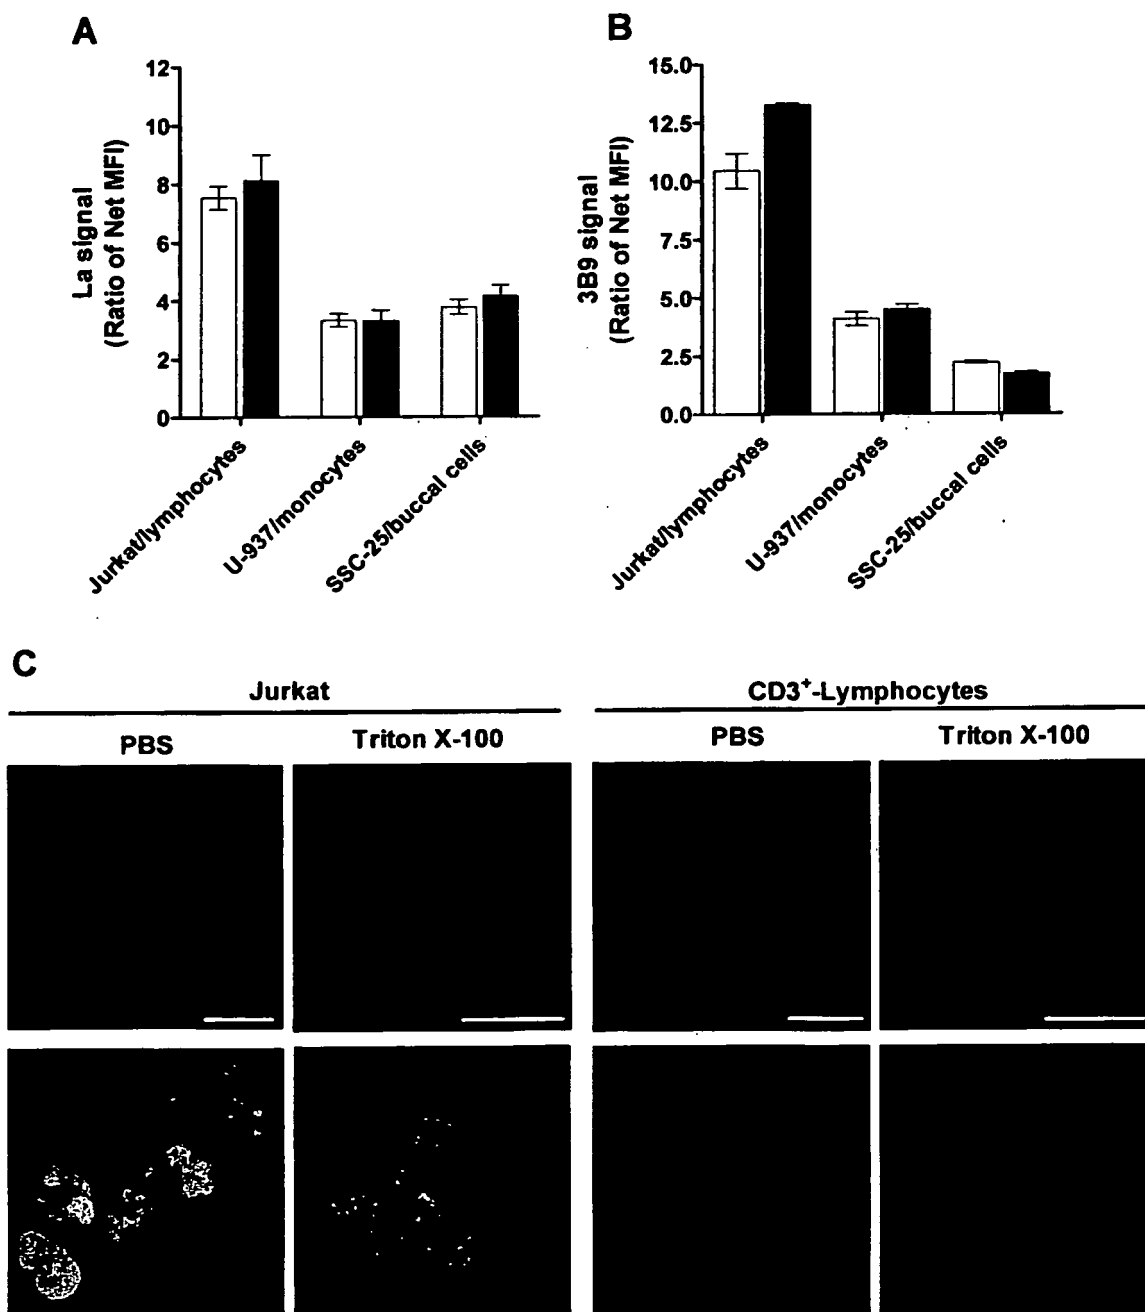 A
B
12
10
8
6
4
2
0
La signal
(Ratio of Net MFI)
Jurkat/lymphocytes
U-937/monocytes
SSC-25/buccal cells
15.0
12.5
10.0
7.5
5.0
2.5
0.0
3B9 signal
(Ratio of Net MFI)
Jurkat/lymphocytes
U-937/monocytes
SSC-25/buccal cells
C
Jurkat
CD3⁺-Lymphocytes
PBS
Triton X-100
PBS
Triton X-100